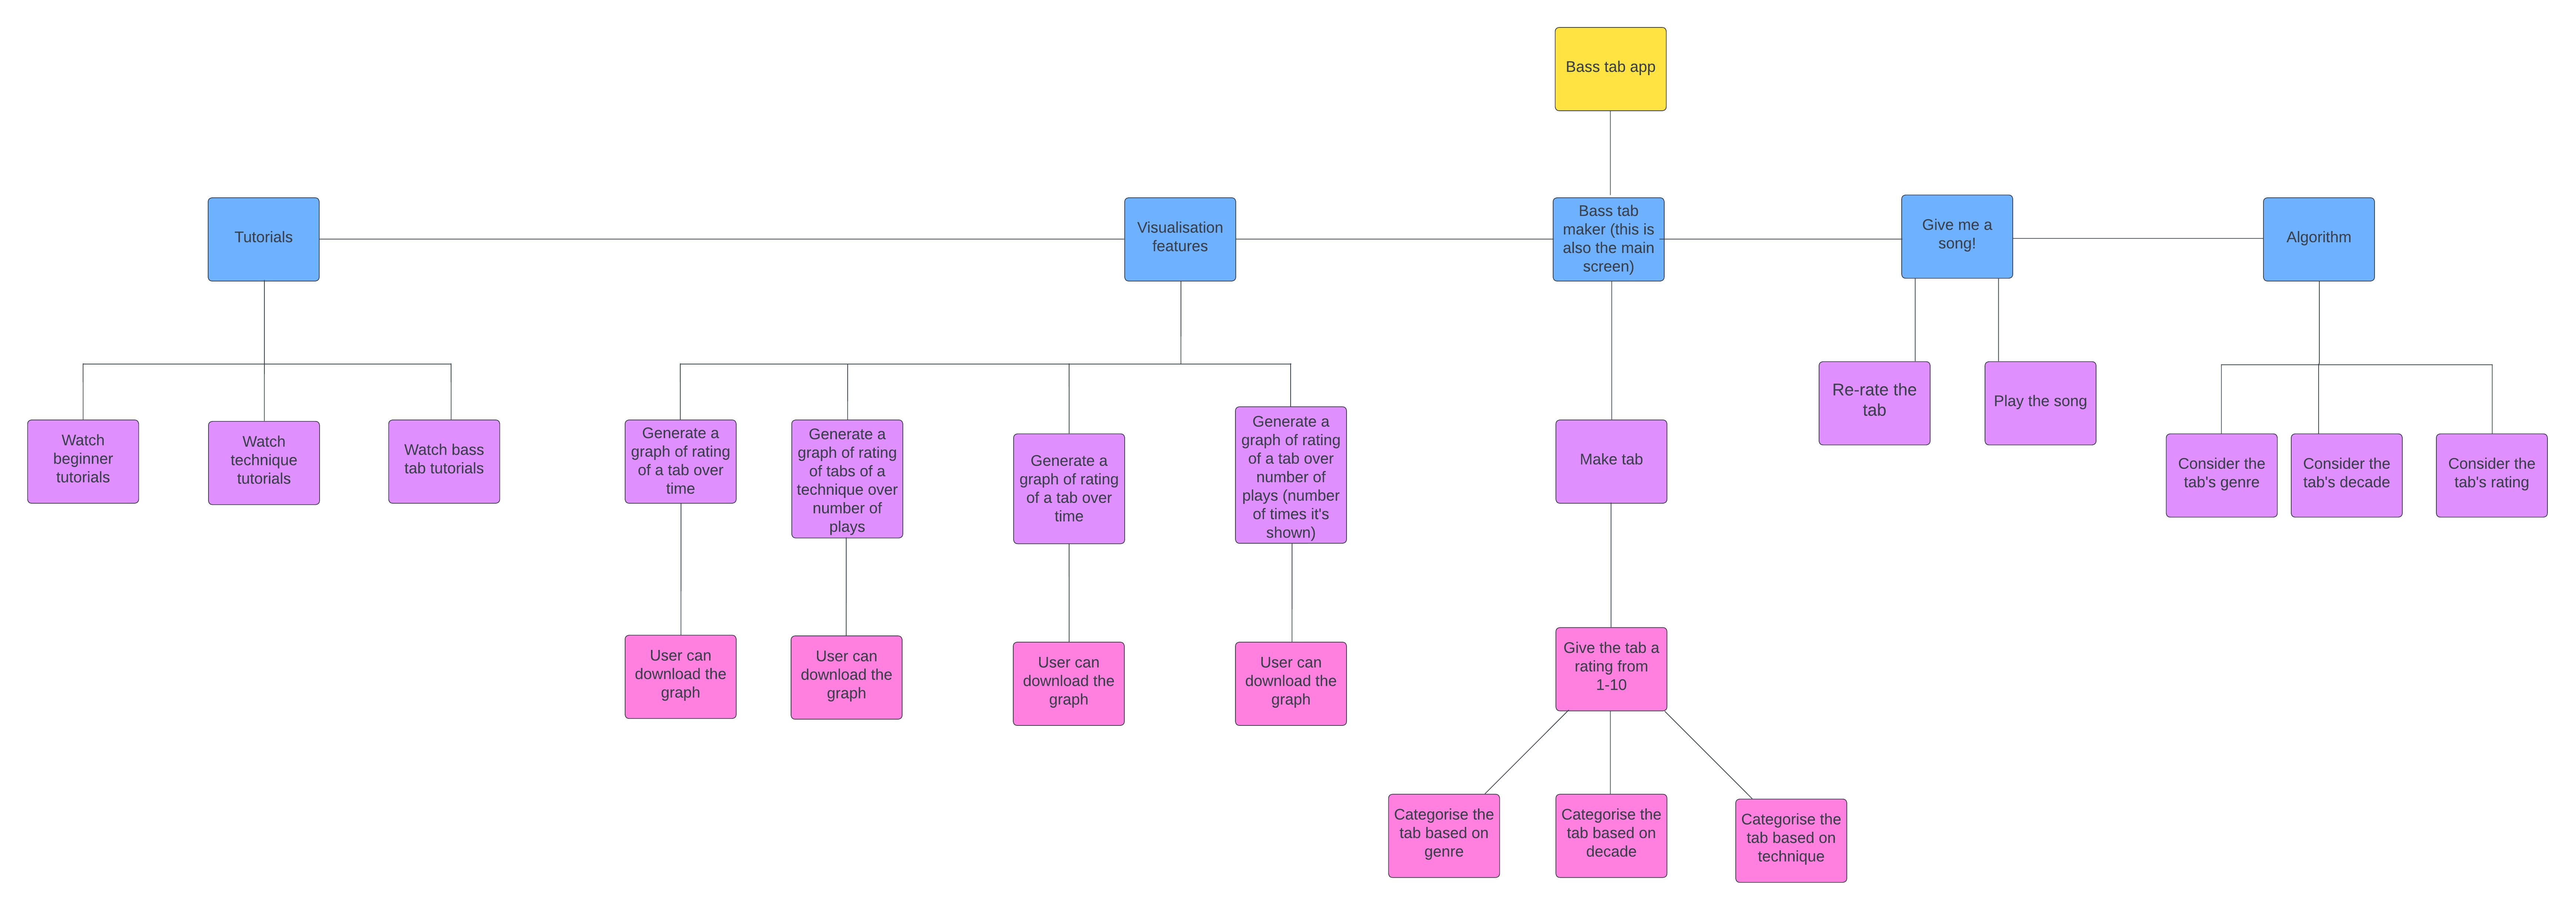 Bass tab app
Tutorials
Visualisation
features
Bass tab
maker (this is
also the main
screen)
Give me a
song!
Algorithm
Watch
beginner
tutorials
Watch
technique
tutorials
Watch bass
tab tutorials
Generate a
graph of rating
of a tab over
time
Generate a
graph of rating
of tabs of a
technique over
number of
plays
Generate a
graph of rating
of a tab over
time
Generate a
graph of rating
of a tab over
number of
plays (number
of times it's
shown)
Make tab
Re-rate the
tab
Play the song
Consider the
tab's genre
Consider the
tab's decade
Consider the
tab's rating
User can
download the
graph
User can
download the
graph
User can
download the
graph
User can
download the
graph
Give the tab a
rating from
1-10
Categorise the
tab based on
genre
Categorise the
tab based on
decade
Categorise the
tab based on
technique